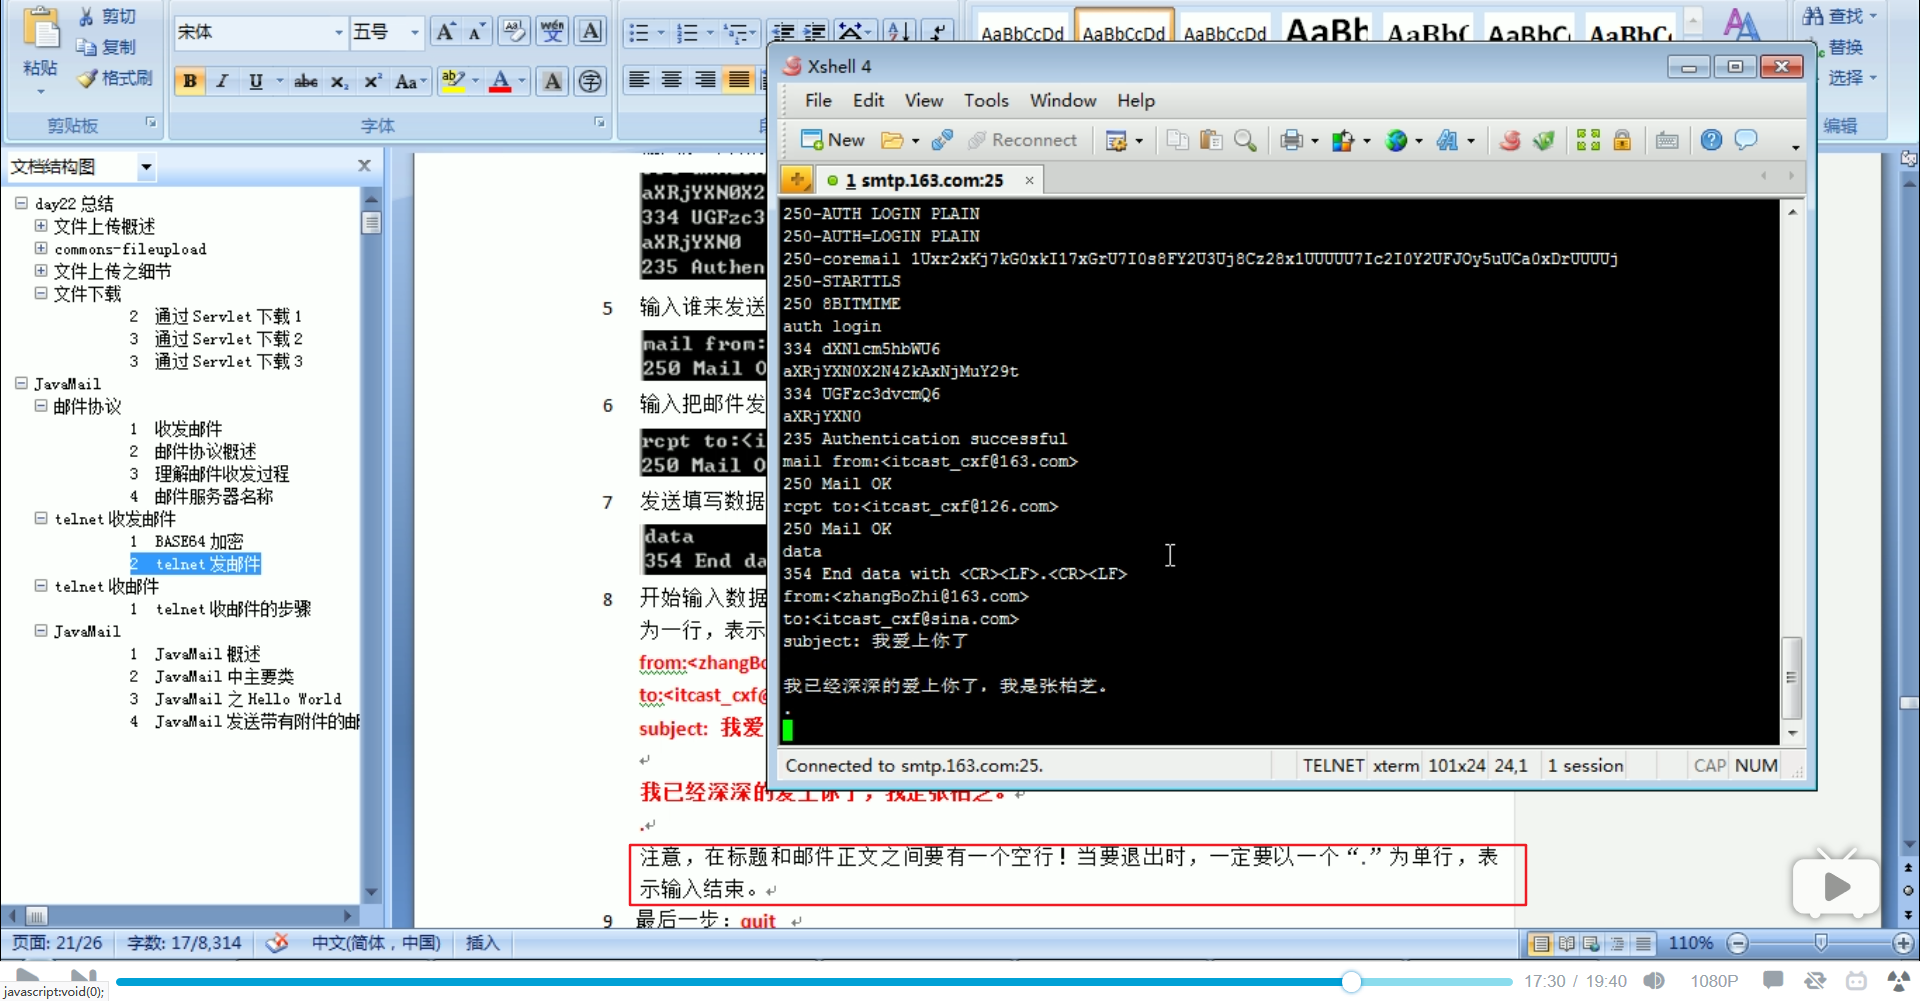 剪切
复制
格式刷
粘贴
剪贴板
宋体
五号
B I U abc x₂ x² Aa
字体
AaBbCcDd AaBbCcDd AaBbCcDd AaBb AaBb( AaBbC AaBbC
查找
替换
选择
编辑
文档结构图
day22 总结
文件上传概述
commons-fileupload
文件上传之细节
文件下载
2 通过 Servlet 下载 1
3 通过 Servlet 下载 2
3 通过 Servlet 下载 3
JavaMail
邮件协议
1 收发邮件
2 邮件协议概述
3 理解邮件收发过程
4 邮件服务器名称
telnet 收发邮件
1 BASE64 加密
2 telnet 发邮件
telnet 收邮件
1 telnet 收邮件的步骤
JavaMail
1 JavaMail 概述
2 JavaMail 中主要类
3 JavaMail 之 Hello World
4 JavaMail 发送带有附件的
aXRjYXN0X2
334 UGFzc3
aXRjYXN0
235 Authen
5 输入谁来发送
mail from:
250 Mail O
6 输入把邮件发
rcpt to:<i
250 Mail O
7 发送填写数据
data
354 End da
8 开始输入数据
为一行，表示
from:<zhangBo
to:<itcast_cxf@
subject: 我爱
我已经深深的爱上你了，我是张柏芝。
.
注意，在标题和邮件正文之间要有一个空行！当要退出时，一定要以一个“.”为单行，表
示输入结束。
9 最后一步：quit
Xshell 4
File Edit View Tools Window Help
New Reconnect
1 smtp.163.com:25
250-AUTH LOGIN PLAIN
250-AUTH=LOGIN PLAIN
250-coremail 1Uxr2xKj7kG0xkI17xGrU7I0s8FY2U3Uj8Cz28x1UUUUU7Ic2I0Y2UFJOy5uUCa0xDrUUUUj
250-STARTTLS
250 8BITMIME
auth login
334 dXNlcm5hbWU6
aXRjYXN0X2N4ZkAxNjMuY29t
334 UGFzc3dvcmQ6
aXRjYXN0
235 Authentication successful
mail from:<itcast_cxf@163.com>
250 Mail OK
rcpt to:<itcast_cxf@126.com>
250 Mail OK
data
354 End data with <CR><LF>.<CR><LF>
from:<zhangBoZhi@163.com>
to:<itcast_cxf@sina.com>
subject: 我爱上你了
我已经深深的爱上你了，我是张柏芝。
.
Connected to smtp.163.com:25.
TELNET xterm 101x24 24,1 1 session CAP NUM
页面: 21/26 字数: 17/8,314 中文(简体，中国) 插入
110%
17:30 / 19:40 1080P
javascript:void(0);